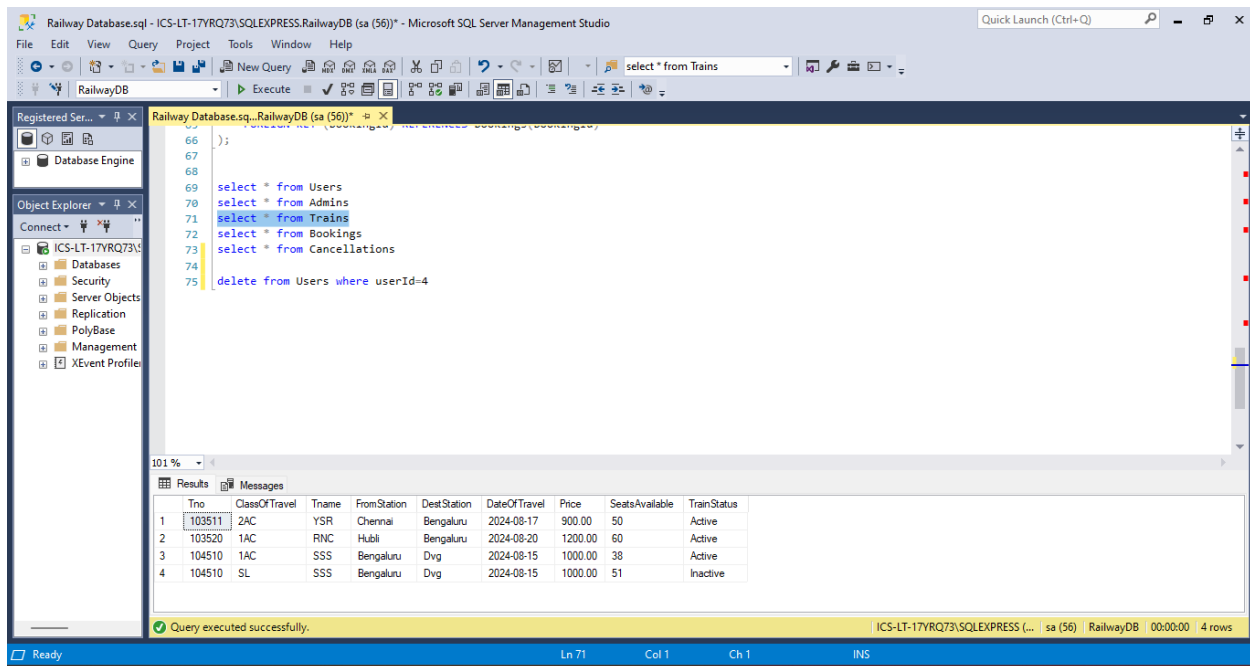 Railway Database.sql - ICS-LT-17YRQ73\SQLEXPRESS.RailwayDB (sa (56))* - Microsoft SQL Server Management Studio
Quick Launch (Ctrl+Q)
File Edit View Query Project Tools Window Help
New Query select * from Trains
RailwayDB Execute
Registered Ser...
Database Engine
Object Explorer
Connect
ICS-LT-17YRQ73\S
Databases
Security
Server Objects
Replication
PolyBase
Management
XEvent Profiler
Railway Database.sq...RailwayDB (sa (56))*
65 FOREIGN KEY (BookingId) REFERENCES Bookings(BookingId)
66 );
67
68
69 select * from Users
70 select * from Admins
71 select * from Trains
72 select * from Bookings
73 select * from Cancellations
74
75 delete from Users where userId=4
101 %
Results Messages
Tno ClassOfTravel Tname FromStation DestStation DateOfTravel Price SeatsAvailable TrainStatus
1 103511 2AC YSR Chennai Bengaluru 2024-08-17 900.00 50 Active
2 103520 1AC RNC Hubli Bengaluru 2024-08-20 1200.00 60 Active
3 104510 1AC SSS Bengaluru Dvg 2024-08-15 1000.00 38 Active
4 104510 SL SSS Bengaluru Dvg 2024-08-15 1000.00 51 Inactive
Query executed successfully. ICS-LT-17YRQ73\SQLEXPRESS (... sa (56) RailwayDB 00:00:00 4 rows
Ready Ln 71 Col 1 Ch 1 INS